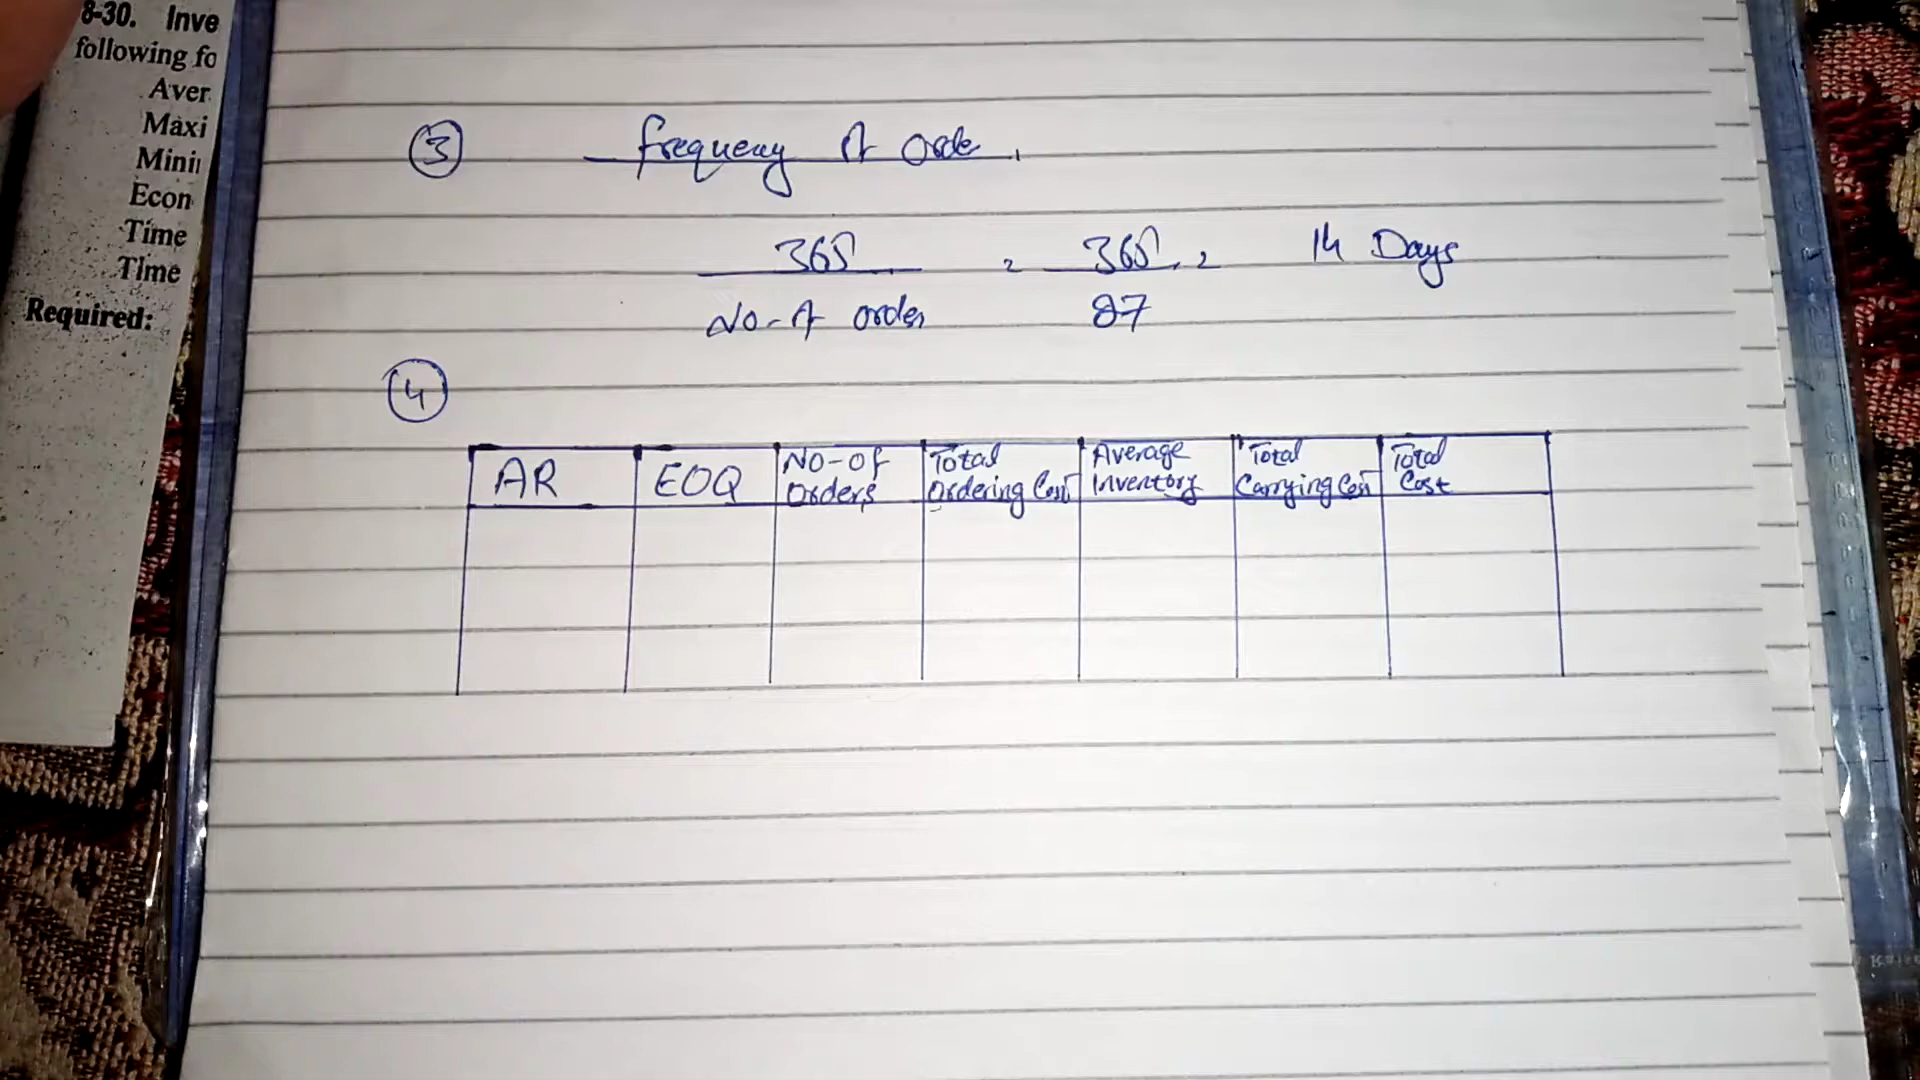 8-30. Inve
following fo
Aver
Maxi
Mini
Econ
Time
Time
Required:
3 frequency of order
365 = 365 = 14 Days
No-of orders 27
4
AR EOQ No-of Orders Total Ordering Cost Average Inventory Total Carrying Cost Total Cost